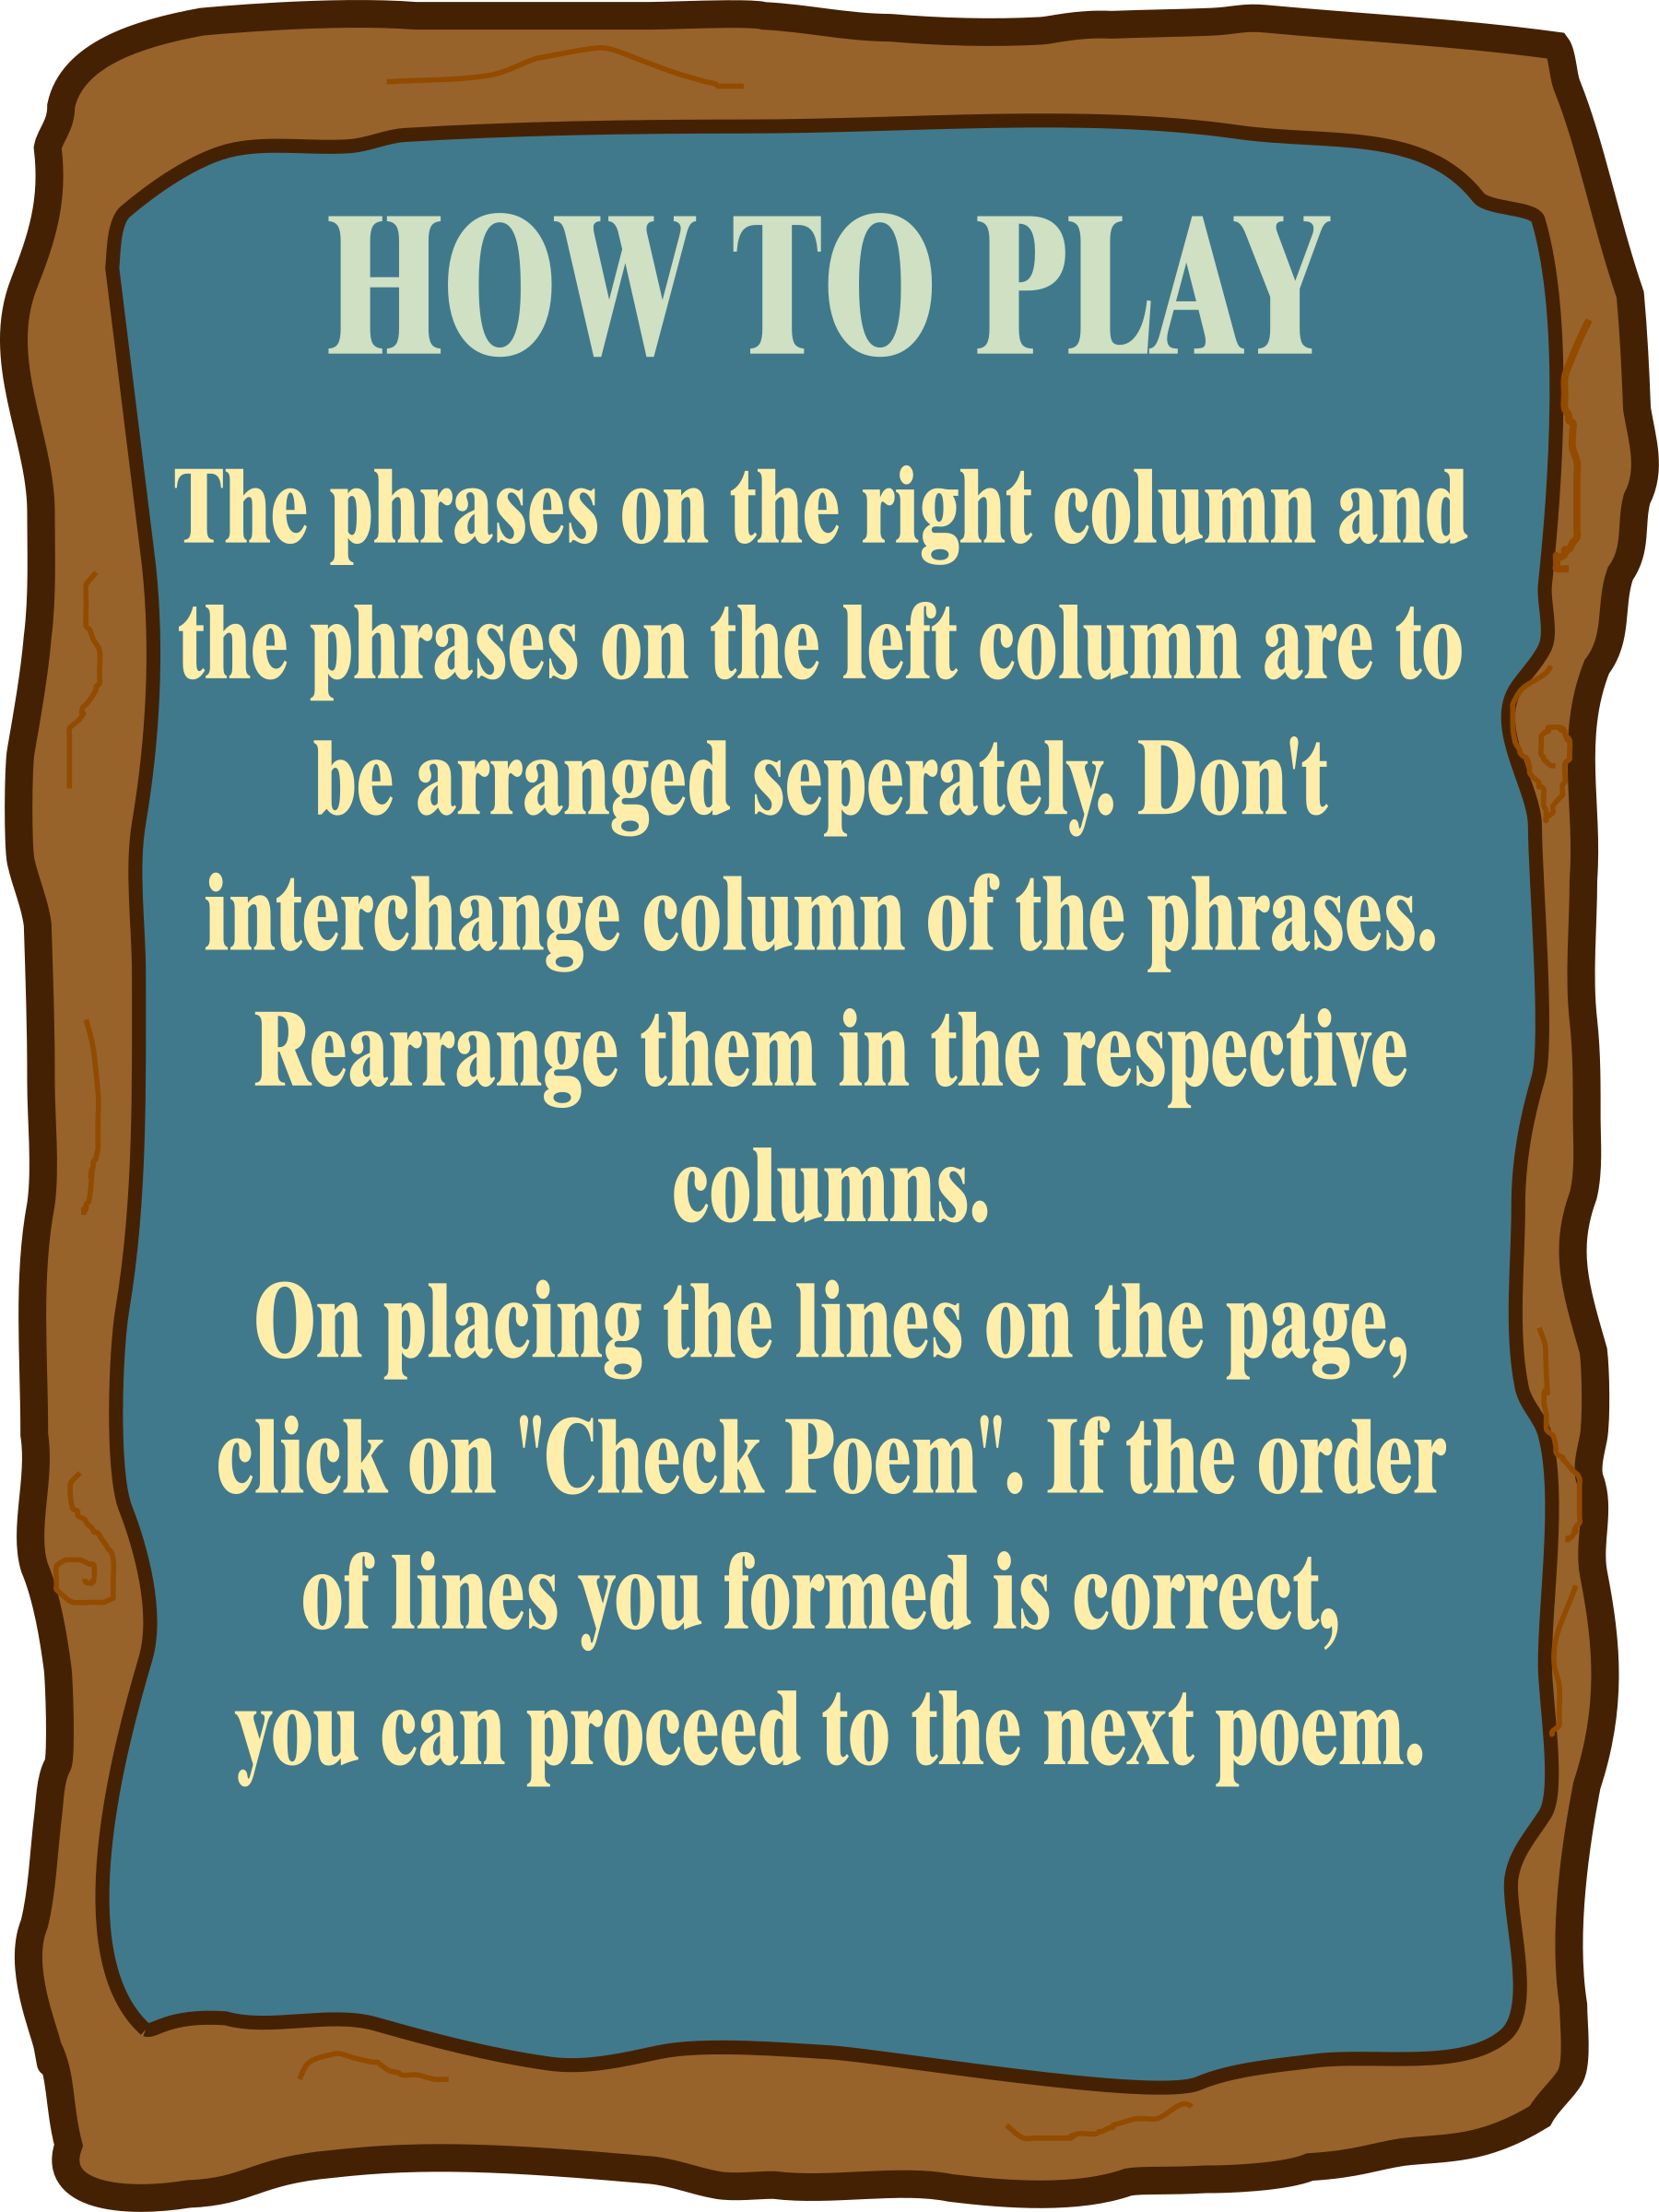 HOW TO PLAY
The phrases on the right column and
the phrases on the left column are to
be arranged seperately. Don't
interchange column of the phrases.
Rearrange them in the respective
columns.
On placing the lines on the page,
click on "Check Poem". If the order
of lines you formed is correct,
you can proceed to the next poem.